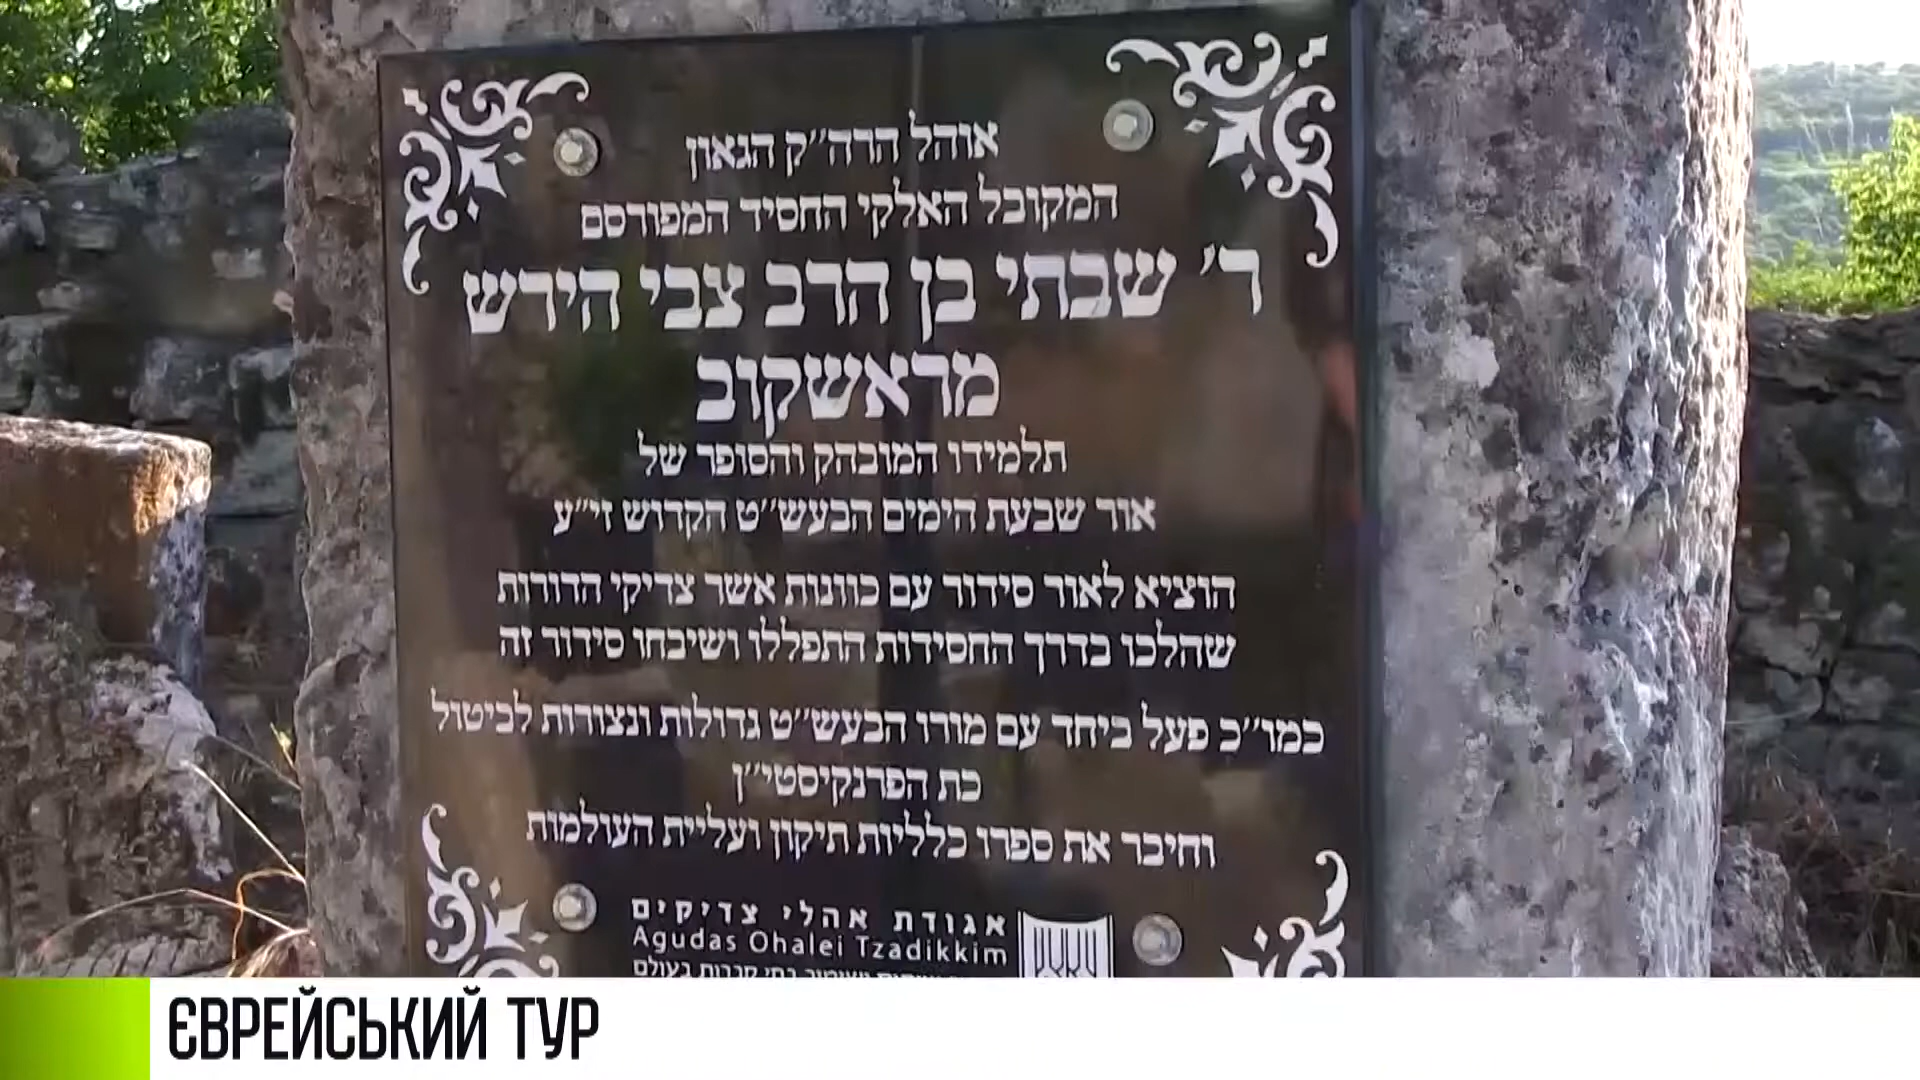 אוהל הרה״ק הגאון
המקובל האלקי החסיד המפורסם
ר׳ שבתי בן הרב צבי הירש
מראשקוב
תלמידו המובהק והסופר של
אור שבעת הימים הבעש״ט הקדוש זי״ע
הוציא לאור סידור עם כוונות אשר צדיקי הדורות
שהלכו בדרך החסידות התפללו ושיבחו סידור זה
כמו״כ פעל ביחד עם מורו הבעש״ט גדולות ונצורות לביטול
כת הפרנקיסטי״ן
וחיבר את ספרו כלליות תיקון ועליית העולמות
אגודת אהלי צדיקים
Agudas Ohalei Tzadikkim
קברות בעולם
ЄВРЕЙСЬКИЙ ТУР